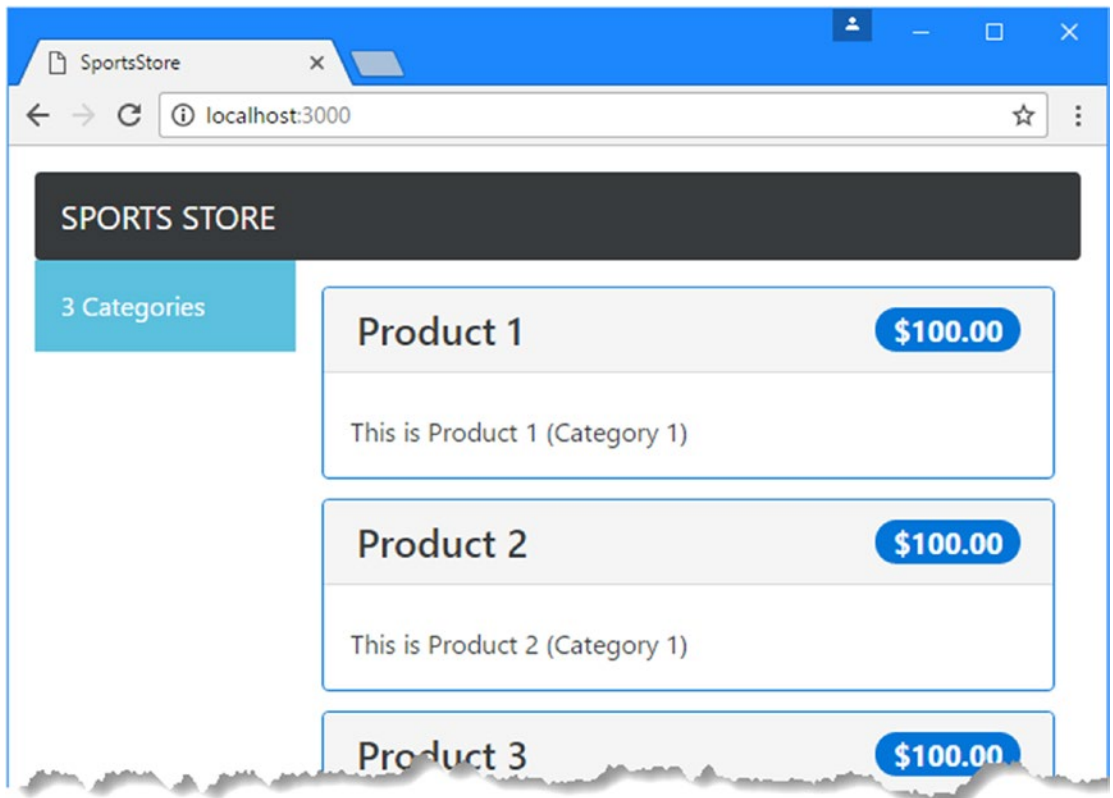 SportsStore
localhost:3000
SPORTS STORE
3 Categories
Product 1
$100.00
This is Product 1 (Category 1)
Product 2
$100.00
This is Product 2 (Category 1)
Product 3
$100.00